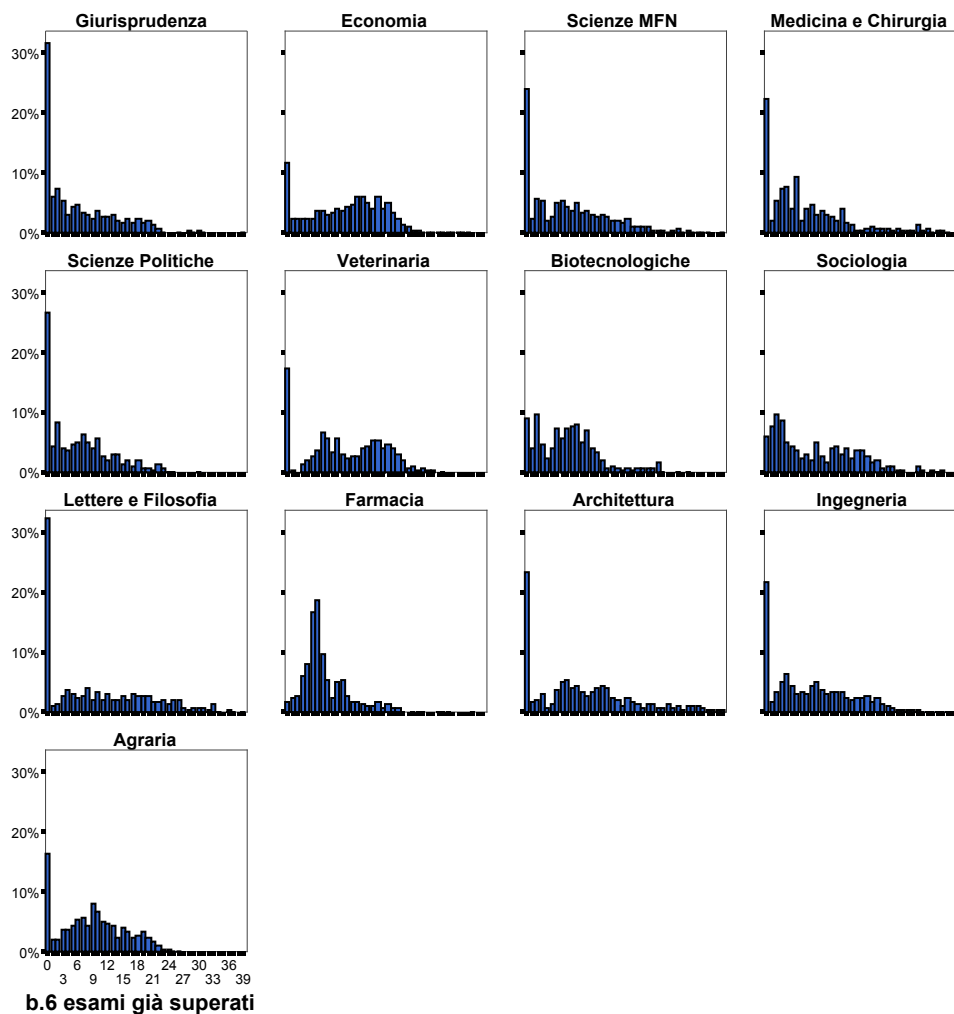 Giurisprudenza Economia Scienze MFN Medicina e Chirurgia
30%
20%
10%
0%
Scienze Politiche Veterinaria Biotecnologiche Sociologia
30%
20%
10%
0%
Lettere e Filosofia Farmacia Architettura Ingegneria
30%
20%
10%
0%
Agraria
30%
20%
10%
0%
0 6 12 18 24 30 36
3 9 15 21 27 33 39
b.6 esami già superati